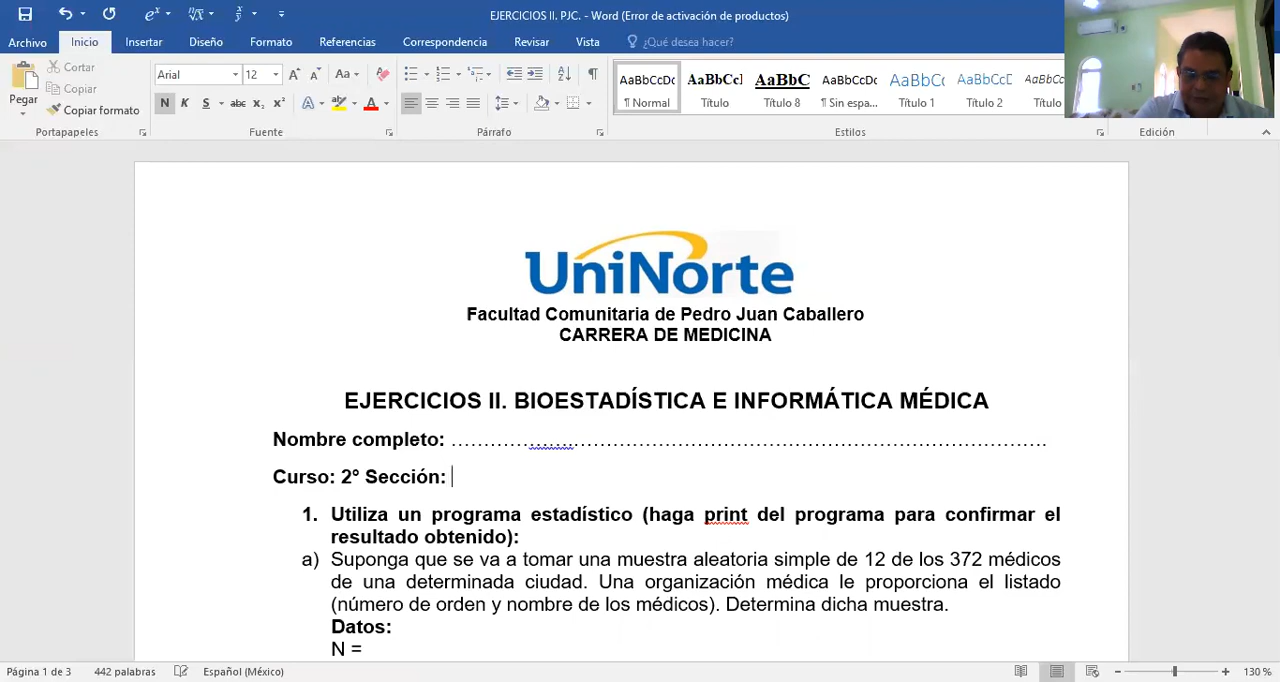 EJERCICIOS II. PJC. - Word (Error de activación de productos)
Archivo Inicio Insertar Diseño Formato Referencias Correspondencia Revisar Vista ¿Qué desea hacer?
Pegar
Cortar
Copiar
Copiar formato
Arial 12
N K S abc x₂ x²
AaBbCcDc AaBbCcl AaBbC AaBbCcDc AaBbCc AaBbCcD AaBbCcD
¶ Normal Título Título 8 ¶ Sin espa... Título 1 Título 2 Título
Portapapeles Fuente Párrafo Estilos Edición
UniNorte
Facultad Comunitaria de Pedro Juan Caballero
CARRERA DE MEDICINA
EJERCICIOS II. BIOESTADÍSTICA E INFORMÁTICA MÉDICA
Nombre completo: ……………………………………………………………………………….
Curso: 2° Sección:
1. Utiliza un programa estadístico (haga print del programa para confirmar el
resultado obtenido):
a) Suponga que se va a tomar una muestra aleatoria simple de 12 de los 372 médicos
de una determinada ciudad. Una organización médica le proporciona el listado
(número de orden y nombre de los médicos). Determina dicha muestra.
Datos:
N =
Página 1 de 3 442 palabras Español (México) 130 %